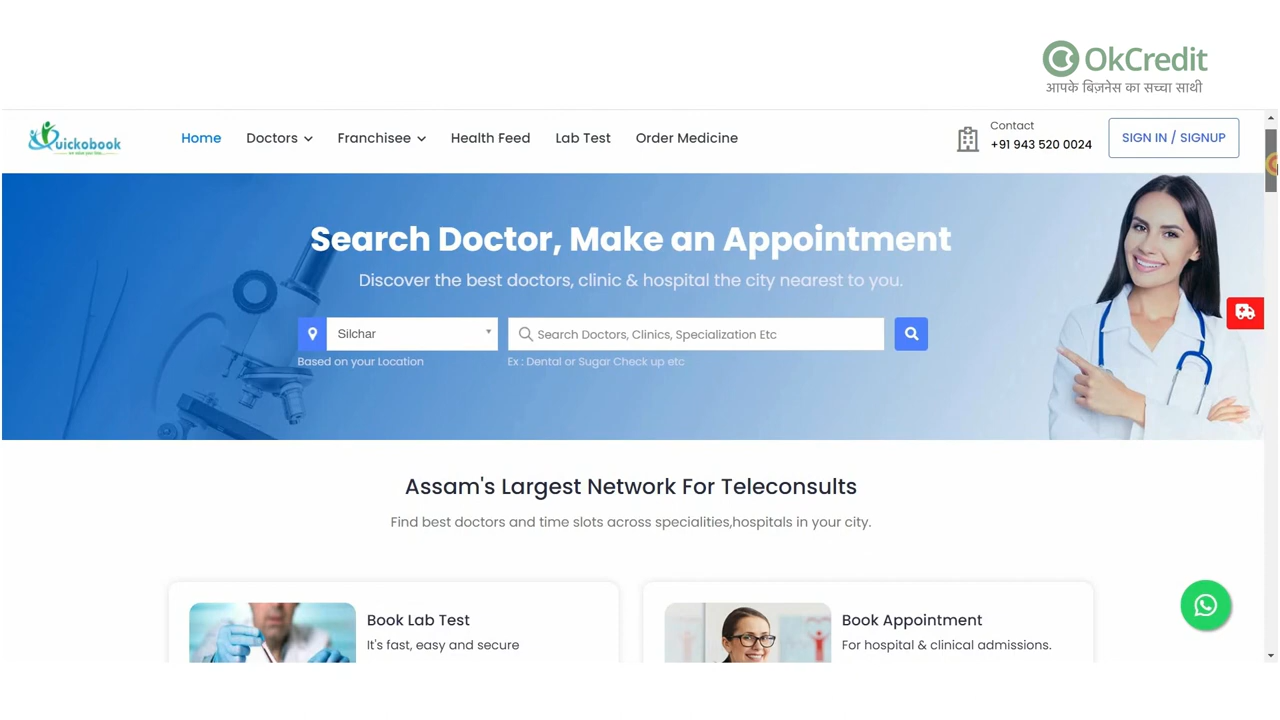 OkCredit
आपके बिज़नेस का सच्चा साथी
Quickobook
Home Doctors Franchisee Health Feed Lab Test Order Medicine
Contact
+91 943 520 0024
SIGN IN / SIGNUP
Search Doctor, Make an Appointment
Discover the best doctors, clinic & hospital the city nearest to you.
Silchar
Search Doctors, Clinics, Specialization Etc
Based on your Location
Ex : Dental or Sugar Check up etc
Assam's Largest Network For Teleconsults
Find best doctors and time slots across specialities,hospitals in your city.
Book Lab Test
It's fast, easy and secure
Book Appointment
For hospital & clinical admissions.